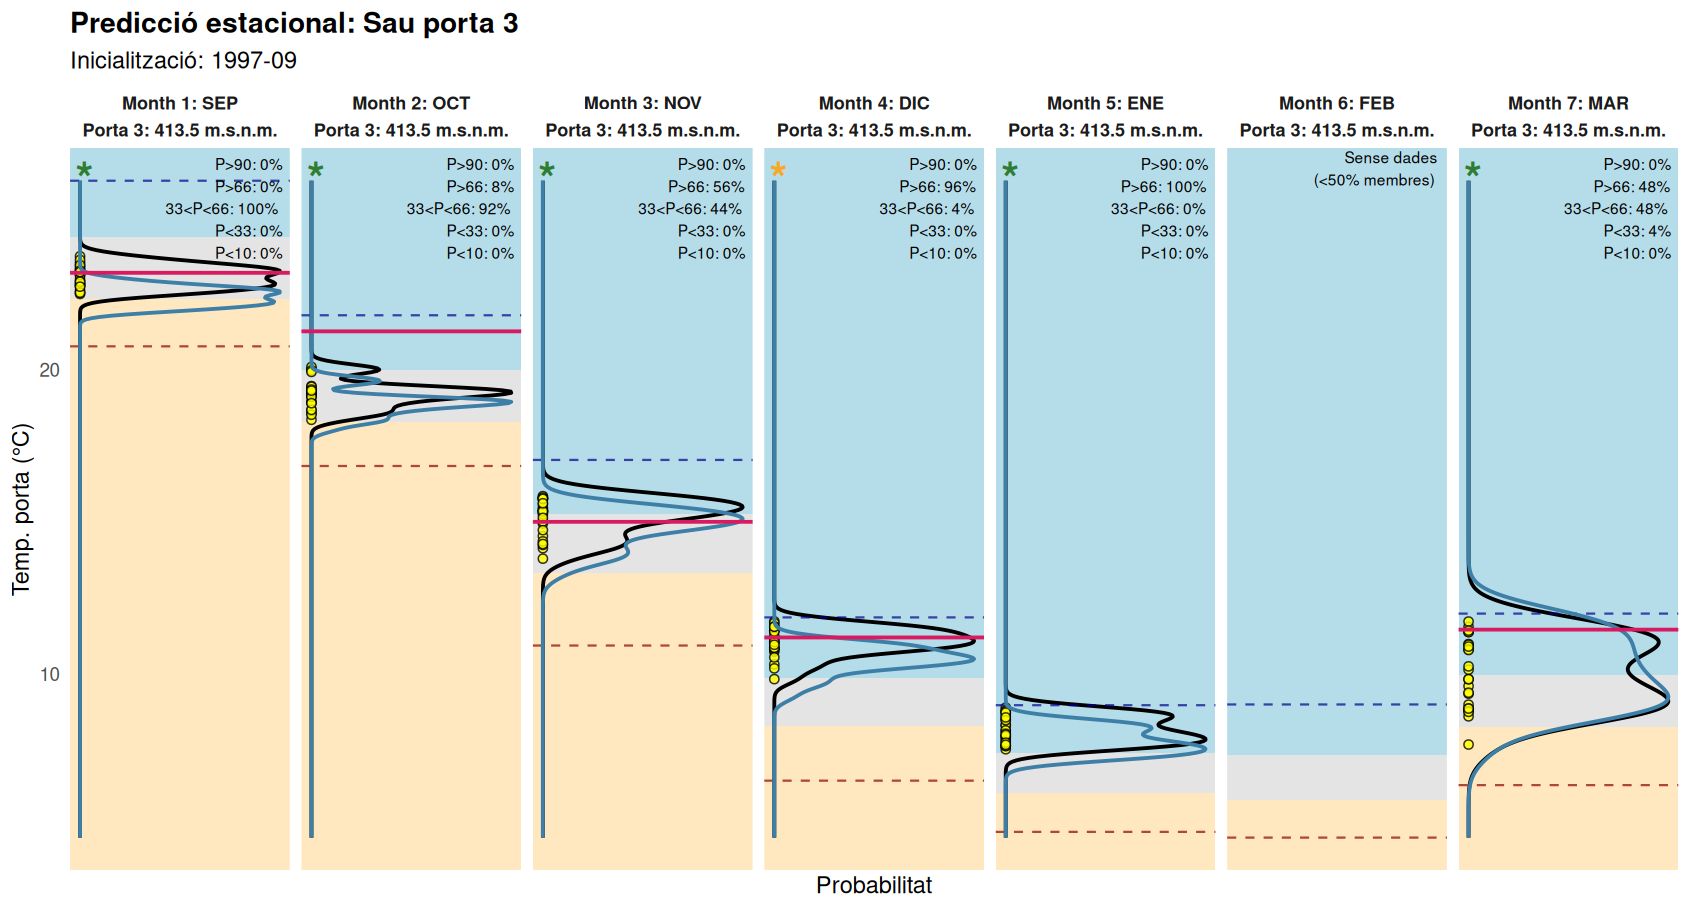 Predicció estacional: Sau porta 3
Inicialització: 1997-09
Month 1: SEP
Porta 3: 413.5 m.s.n.m.
*
P>90: 0%
P>66: 0%
33<P<66: 100%
P<33: 0%
P<10: 0%
Month 2: OCT
Porta 3: 413.5 m.s.n.m.
*
P>90: 0%
P>66: 8%
33<P<66: 92%
P<33: 0%
P<10: 0%
Month 3: NOV
Porta 3: 413.5 m.s.n.m.
*
P>90: 0%
P>66: 56%
33<P<66: 44%
P<33: 0%
P<10: 0%
Month 4: DIC
Porta 3: 413.5 m.s.n.m.
*
P>90: 0%
P>66: 96%
33<P<66: 4%
P<33: 0%
P<10: 0%
Month 5: ENE
Porta 3: 413.5 m.s.n.m.
*
P>90: 0%
P>66: 100%
33<P<66: 0%
P<33: 0%
P<10: 0%
Month 6: FEB
Porta 3: 413.5 m.s.n.m.
Sense dades
(<50% membres)
Month 7: MAR
Porta 3: 413.5 m.s.n.m.
*
P>90: 0%
P>66: 48%
33<P<66: 48%
P<33: 4%
P<10: 0%
20
10
Temp. porta (°C)
Probabilitat